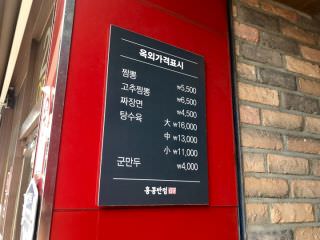 옥외가격표시
짬뽕 ₩5,500
고추짬뽕 ₩6,500
짜장면 ₩4,500
탕수육 大 ₩16,000
中 ₩13,000
小 ₩11,000
군만두 ₩4,000
홍콩반점